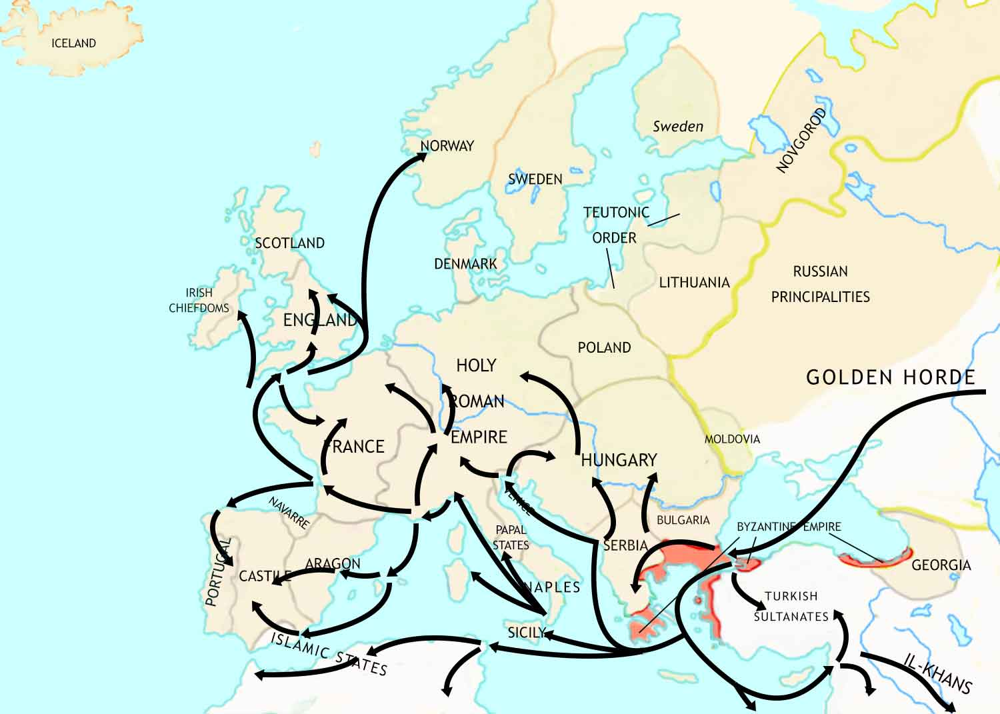 ICELAND
Sweden
NORWAY
NOVGOROD
SWEDEN
TEUTONIC
ORDER
SCOTLAND
DENMARK
RUSSIAN
PRINCIPALITIES
LITHUANIA
IRISH
CHIEFDOMS
ENGLAND
POLAND
HOLY
ROMAN
EMPIRE
GOLDEN HORDE
MOLDOVIA
FRANCE
HUNGARY
NAVARRE
VENICE
BULGARIA
BYZANTINE EMPIRE
PAPAL
STATES
SERBIA
GEORGIA
PORTUGAL
CASTILE
ARAGON
NAPLES
TURKISH
SULTANATES
SICILY
ISLAMIC STATES
IL-KHANS